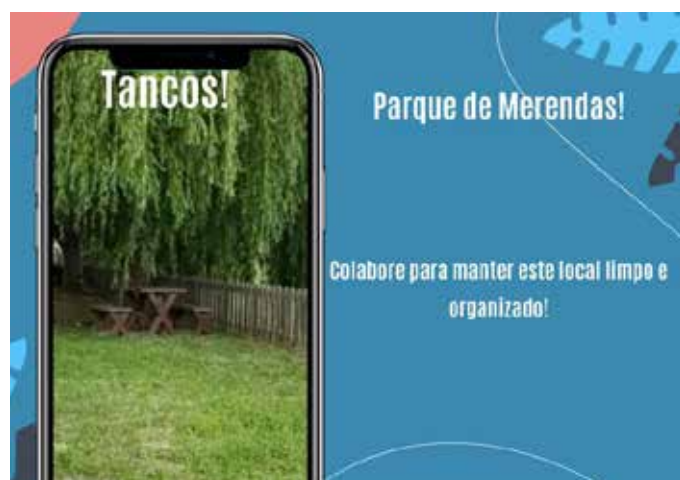 Tancos!
Parque de Merendas!
Colabore para manter este local limpo e
organizado!